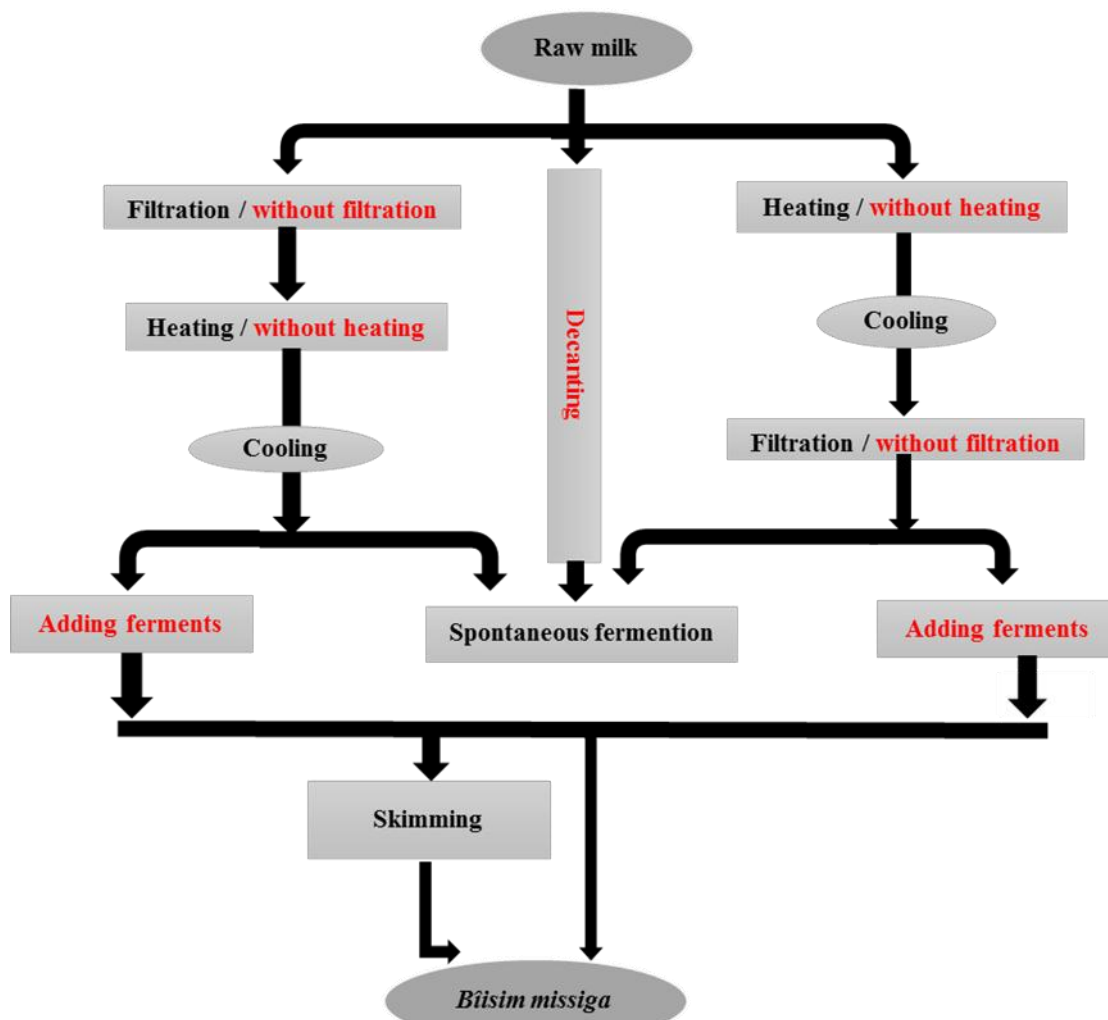 Raw milk
Filtration / without filtration
Heating / without heating
Heating / without heating
Cooling
Decanting
Cooling
Filtration / without filtration
Adding ferments
Spontaneous fermention
Adding ferments
Skimming
Bîisim missiga